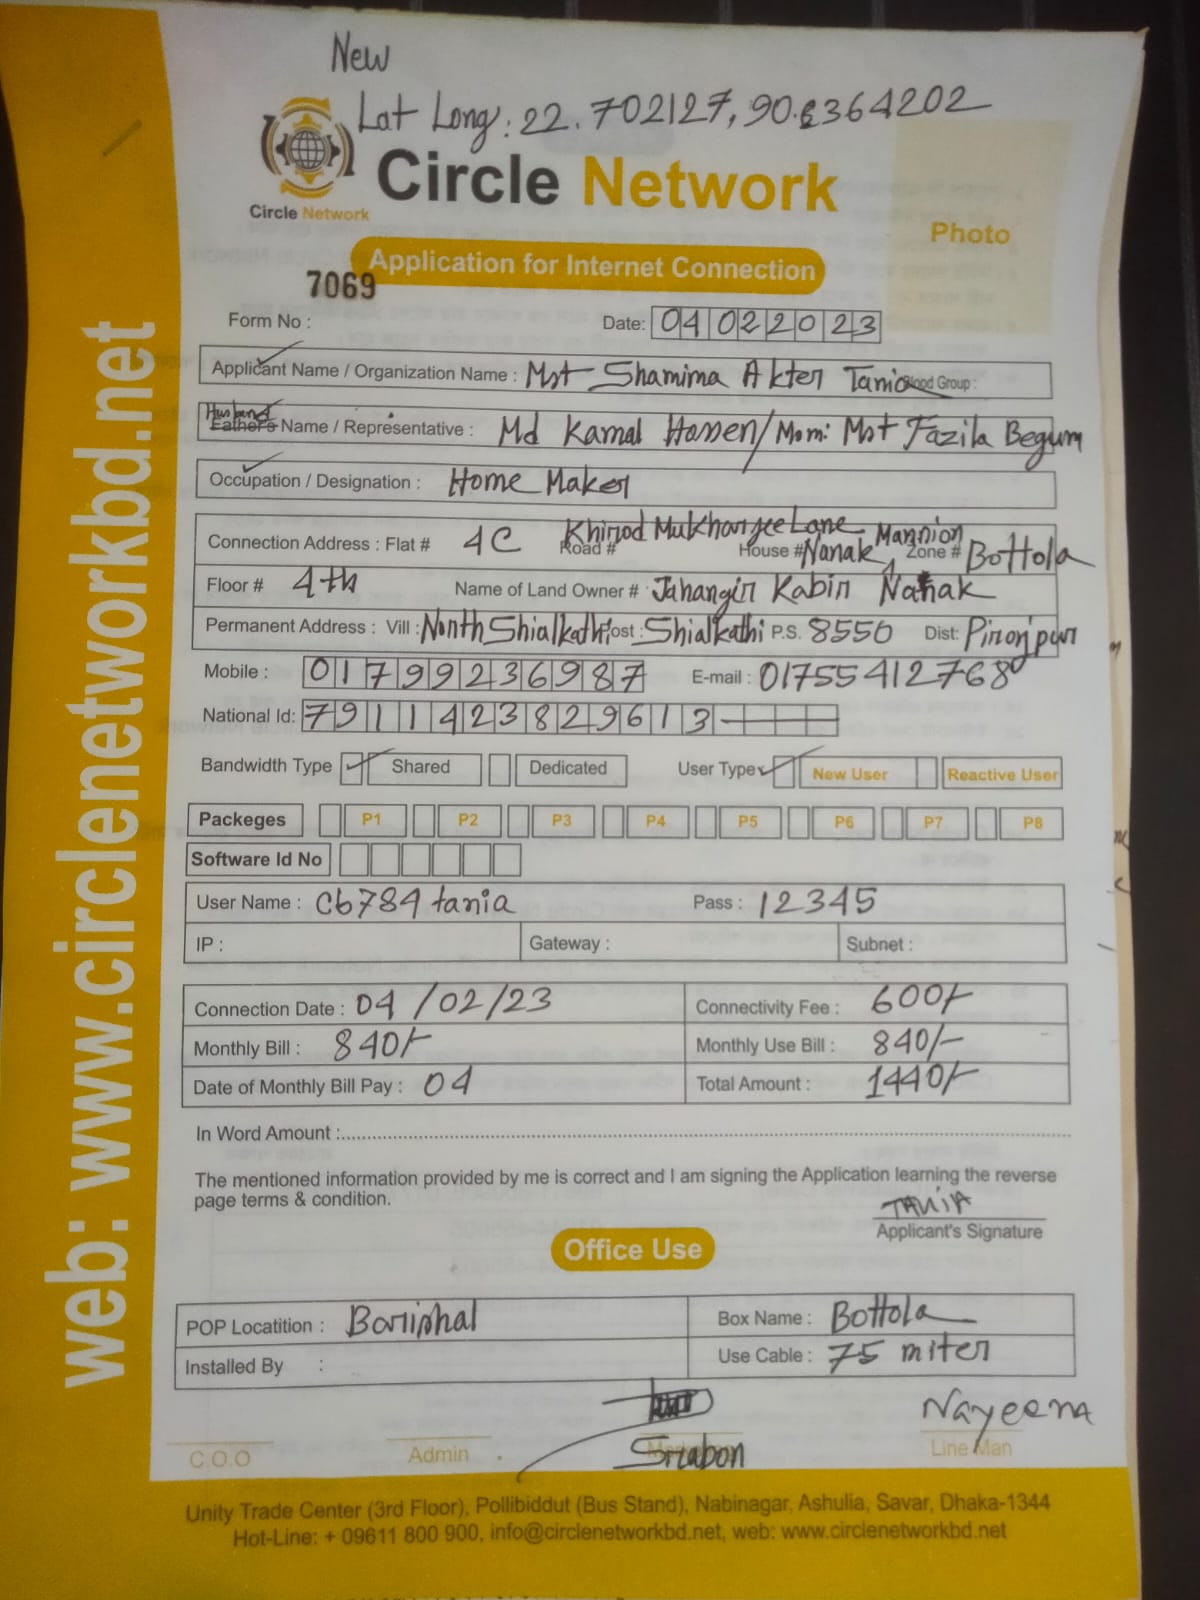 New
Lat Long: 22.702127, 90.6364202
Circle Network
Circle Network
Photo
Application for Internet Connection
7069
Form No :
Date: 04022023
Applicant Name / Organization Name : Mst Shamima Akter Tania Blood Group :
Husband Father's Name / Representative : Md Kamal Hossen/Mom: Mst Fazila Begum
Occupation / Designation : Home Maker
Connection Address : Flat # 4C Road # Khirod Mukharjee Lane House # Nanak Mannion Zone # Bottola
Floor # 4th Name of Land Owner # Jahangir Kabir Nanak
Permanent Address : Vill : North Shialkathi Post : Shialkathi P.S. 8550 Dist: Pirojpur
Mobile : 01799236987 E-mail : 01755412768
National Id: 7911423829613
Bandwidth Type Shared Dedicated User Type New User Reactive User
Packeges P1 P2 P3 P4 P5 P6 P7 P8
Software Id No
User Name : cb784tania Pass : 12345
IP : Gateway : Subnet :
Connection Date : 04/02/23 Connectivity Fee : 600/-
Monthly Bill : 840/- Monthly Use Bill : 840/-
Date of Monthly Bill Pay : 04 Total Amount : 1440/-
In Word Amount :
The mentioned information provided by me is correct and I am signing the Application learning the reverse
page terms & condition.
TANIA
Applicant's Signature
Office Use
POP Locatition : Borishal Box Name : Bottola
Installed By : Use Cable : 75 miter
Srabon Nayeem
C.O.O Admin Line Man
Unity Trade Center (3rd Floor), Pollibiddut (Bus Stand), Nabinagar, Ashulia, Savar, Dhaka-1344
Hot-Line: + 09611 800 900, info@circlenetworkbd.net, web: www.circlenetworkbd.net
web: www.circlenetworkbd.net